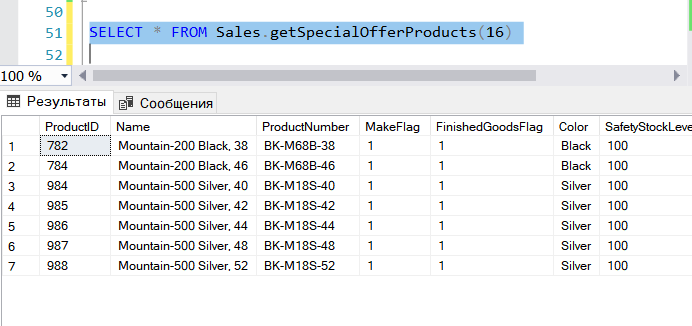 50
51 SELECT * FROM Sales.getSpecialOfferProducts(16)
52
100 %
Результаты Сообщения
ProductID Name ProductNumber MakeFlag FinishedGoodsFlag Color SafetyStockLeve
1 782 Mountain-200 Black, 38 BK-M68B-38 1 1 Black 100
2 784 Mountain-200 Black, 46 BK-M68B-46 1 1 Black 100
3 984 Mountain-500 Silver, 40 BK-M18S-40 1 1 Silver 100
4 985 Mountain-500 Silver, 42 BK-M18S-42 1 1 Silver 100
5 986 Mountain-500 Silver, 44 BK-M18S-44 1 1 Silver 100
6 987 Mountain-500 Silver, 48 BK-M18S-48 1 1 Silver 100
7 988 Mountain-500 Silver, 52 BK-M18S-52 1 1 Silver 100